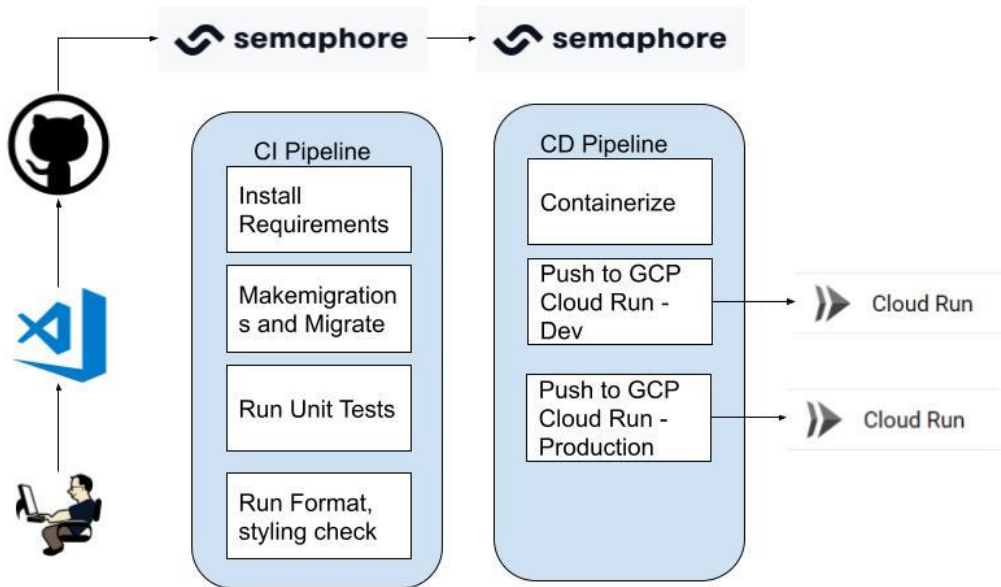 semaphore
semaphore
CI Pipeline
Install
Requirements
Makemigration
s and Migrate
Run Unit Tests
Run Format,
styling check
CD Pipeline
Containerize
Push to GCP
Cloud Run -
Dev
Push to GCP
Cloud Run -
Production
Cloud Run
Cloud Run